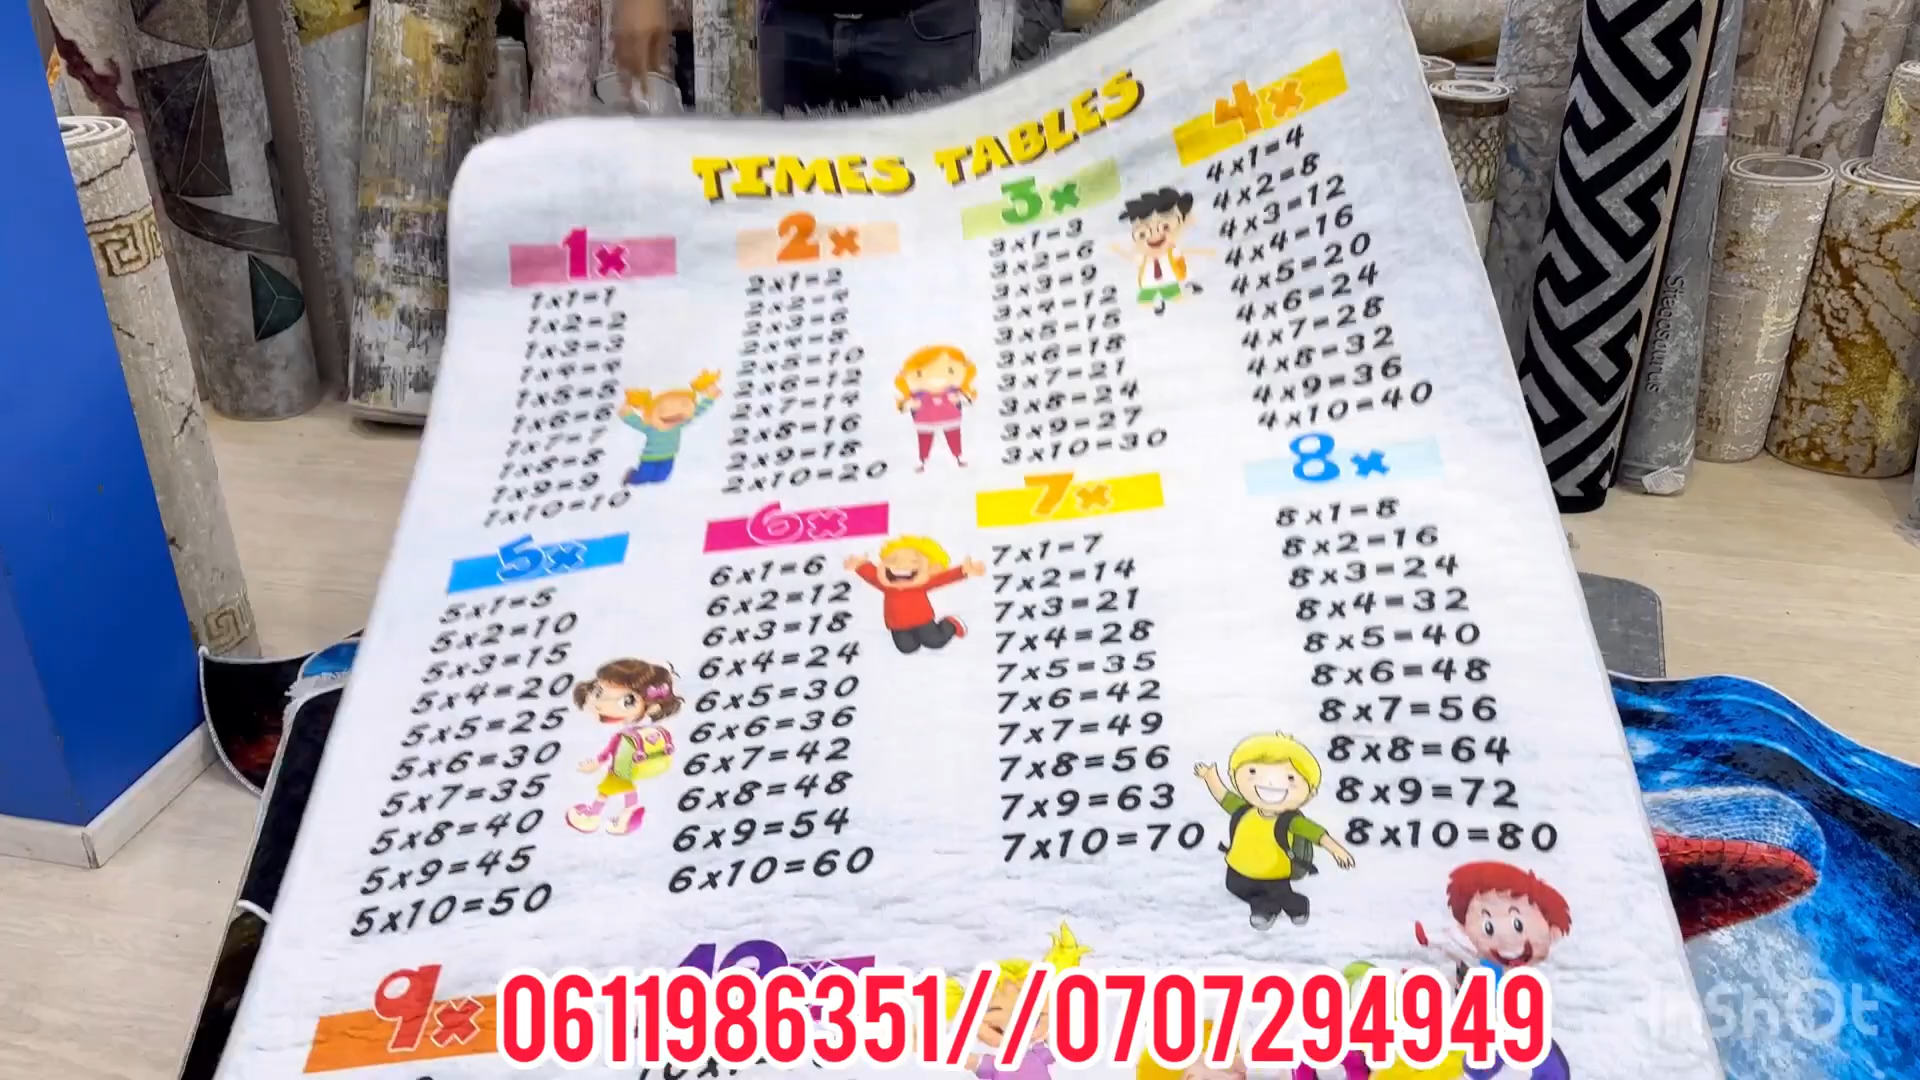 TIMES TABLES
1x
1x1=1
1x2=2
1x3=3
1x4=4
1x5=5
1x6=6
1x7=7
1x8=8
1x9=9
1x10=10
2x
2x1=2
2x2=4
2x3=6
2x4=8
2x5=10
2x6=12
2x7=14
2x8=16
2x9=18
2x10=20
3x
3x1=3
3x2=6
3x3=9
3x4=12
3x5=15
3x6=18
3x7=21
3x8=24
3x9=27
3x10=30
4x
4x1=4
4x2=8
4x3=12
4x4=16
4x5=20
4x6=24
4x7=28
4x8=32
4x9=36
4x10=40
5x
5x1=5
5x2=10
5x3=15
5x4=20
5x5=25
5x6=30
5x7=35
5x8=40
5x9=45
5x10=50
6x
6x1=6
6x2=12
6x3=18
6x4=24
6x5=30
6x6=36
6x7=42
6x8=48
6x9=54
6x10=60
7x
7x1=7
7x2=14
7x3=21
7x4=28
7x5=35
7x6=42
7x7=49
7x8=56
7x9=63
7x10=70
8x
8x1=8
8x2=16
8x3=24
8x4=32
8x5=40
8x6=48
8x7=56
8x8=64
8x9=72
8x10=80
9x
0611986351//0707294949
InShOt